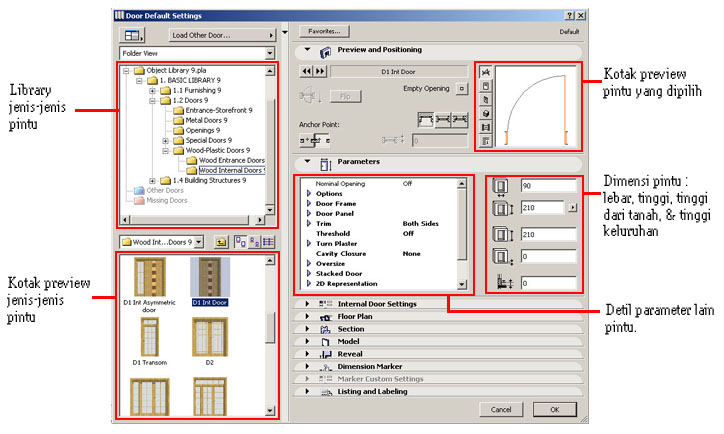 Door Default Settings
Load Other Door...
Folder View
Object Library 9.pla
1. BASIC LIBRARY 9
1.1 Furnishing 9
1.2 Doors 9
Entrance-Storefront 9
Metal Doors 9
Openings 9
Special Doors 9
Wood-Plastic Doors 9
Wood Entrance Doors
Wood Internal Doors 9
1.4 Building Structures 9
Other Doors
Missing Doors
Wood Int...Doors 9
D1 Int Asymmetric
door
D1 Int Door
D1 Transom
D2
Favorites...
Default
Preview and Positioning
D1 Int Door
Flip
Empty Opening
Anchor Point:
0
Parameters
Nominal Opening Off
Options
Door Frame
Door Panel
Trim Both Sides
Threshold Off
Turn Plaster
Cavity Closure None
Oversize
Stacked Door
2D Representation
90
210
210
0
0
Internal Door Settings
Floor Plan
Section
Model
Reveal
Dimension Marker
Marker Custom Settings
Listing and Labeling
Cancel
OK
Library
jenis-jenis
pintu
Kotak preview
jenis-jenis
pintu
Kotak preview
pintu yang dipilih
Dimensi pintu :
lebar, tinggi, tinggi
dari tanah, & tinggi
keluruhan
Detil parameter lain
pintu.